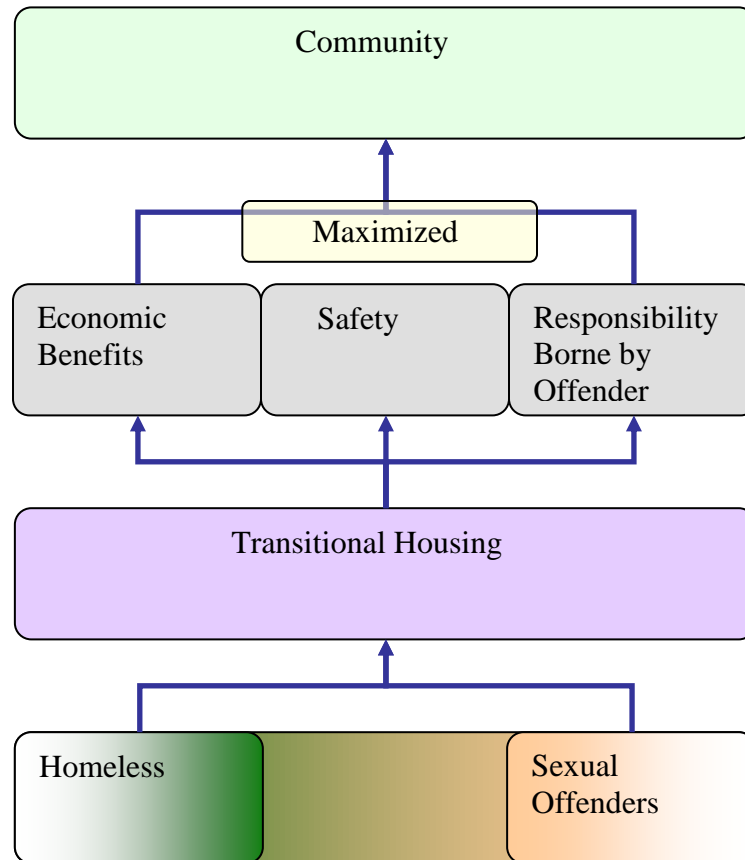 Community
Maximized
Economic
Benefits
Safety
Responsibility
Borne by
Offender
Transitional Housing
Homeless
Sexual
Offenders